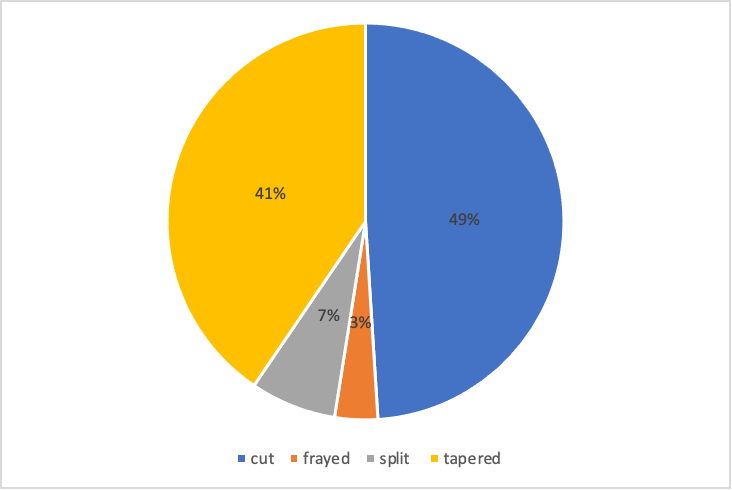 41%
49%
7%
3%
cut frayed split tapered